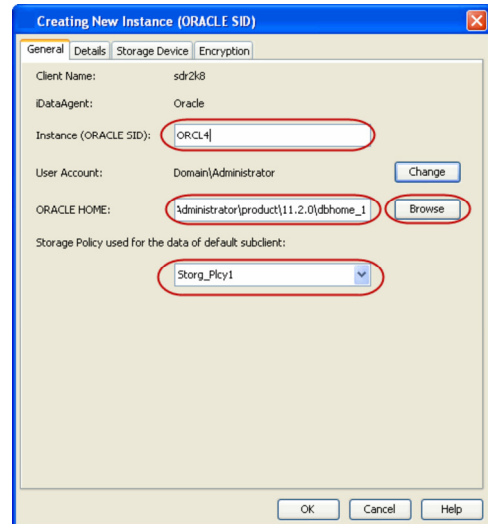 Creating New Instance (ORACLE SID)
General Details Storage Device Encryption
Client Name: sdr2k8
iDataAgent: Oracle
Instance (ORACLE SID): ORCL4
User Account: Domain\Administrator Change
ORACLE HOME: \Administrator\product\11.2.0\dbhome_1 Browse
Storage Policy used for the data of default subclient:
Storg_Plcy1
OK Cancel Help